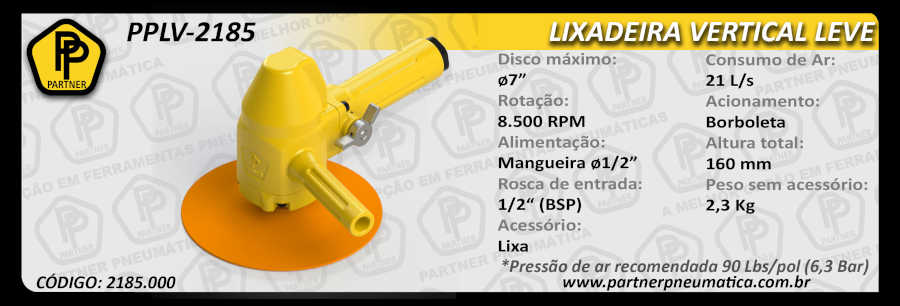 PPLV-2185
LIXADEIRA VERTICAL LEVE
PP
PARTNER
Disco máximo:
ø7”
Rotação:
8.500 RPM
Alimentação:
Mangueira ø1/2”
Rosca de entrada:
1/2“ (BSP)
Acessório:
Lixa
Consumo de Ar:
21 L/s
Acionamento:
Borboleta
Altura total:
160 mm
Peso sem acessório:
2,3 Kg
*Pressão de ar recomendada 90 Lbs/pol (6,3 Bar)
CÓDIGO: 2185.000
www.partnerpneumatica.com.br